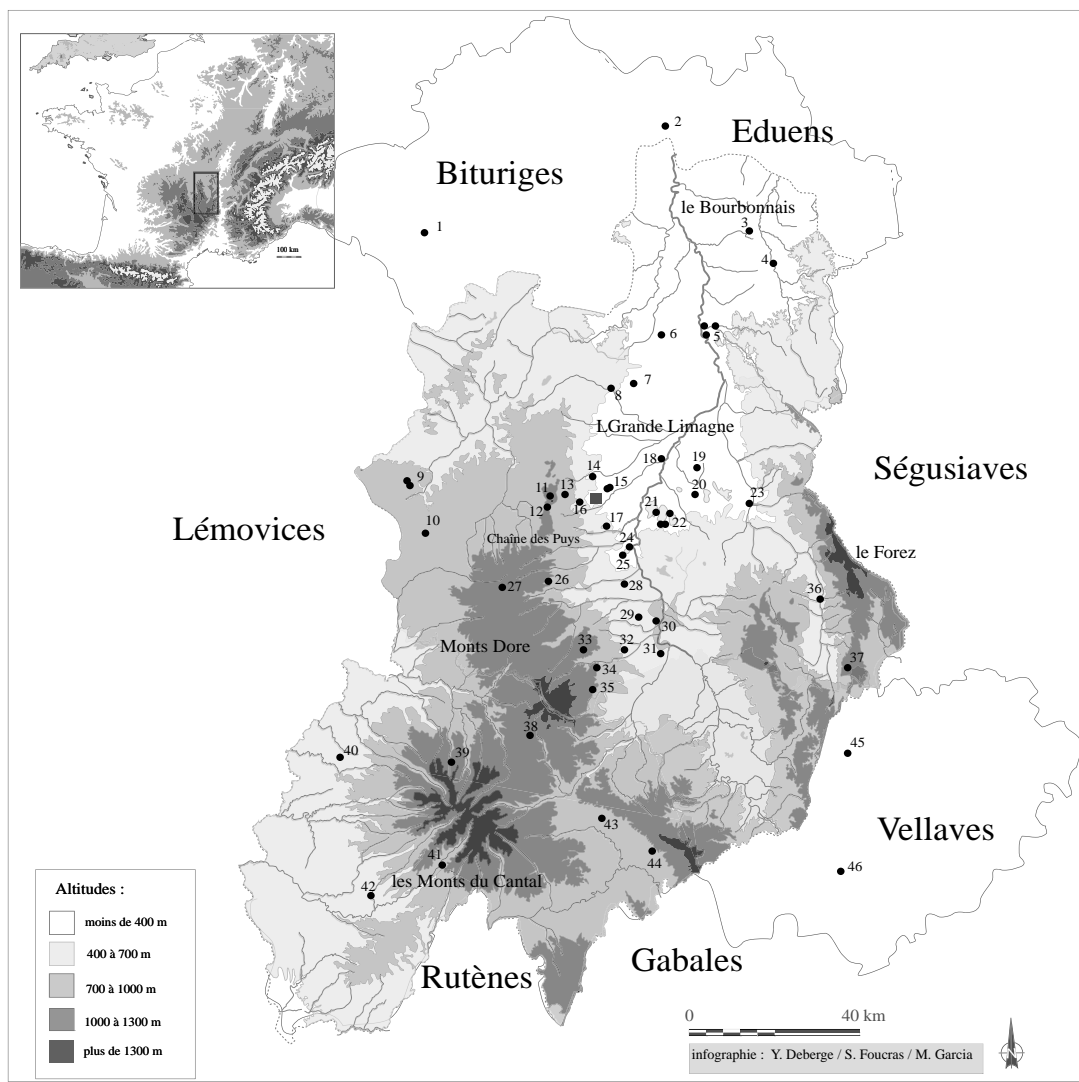 100 km
2
Eduens
Bituriges
le Bourbonnais
1
3
4
6
5
7
8
LGrande Limagne
18
19
Ségusiaves
14
9
15
11
13
20
23
16
12
21
Lémovices
10
17
22
Chaîne des Puys
24
le Forez
25
26
27
28
36
29
30
Monts Dore
33
32
31
34
37
35
38
45
40
39
43
Vellaves
44
41
46
les Monts du Cantal
42
Altitudes :
moins de 400 m
400 à 700 m
700 à 1000 m
1000 à 1300 m
plus de 1300 m
Gabales
Rutènes
0 40 km
infographie : Y. Deberge / S. Foucras / M. Garcia
N